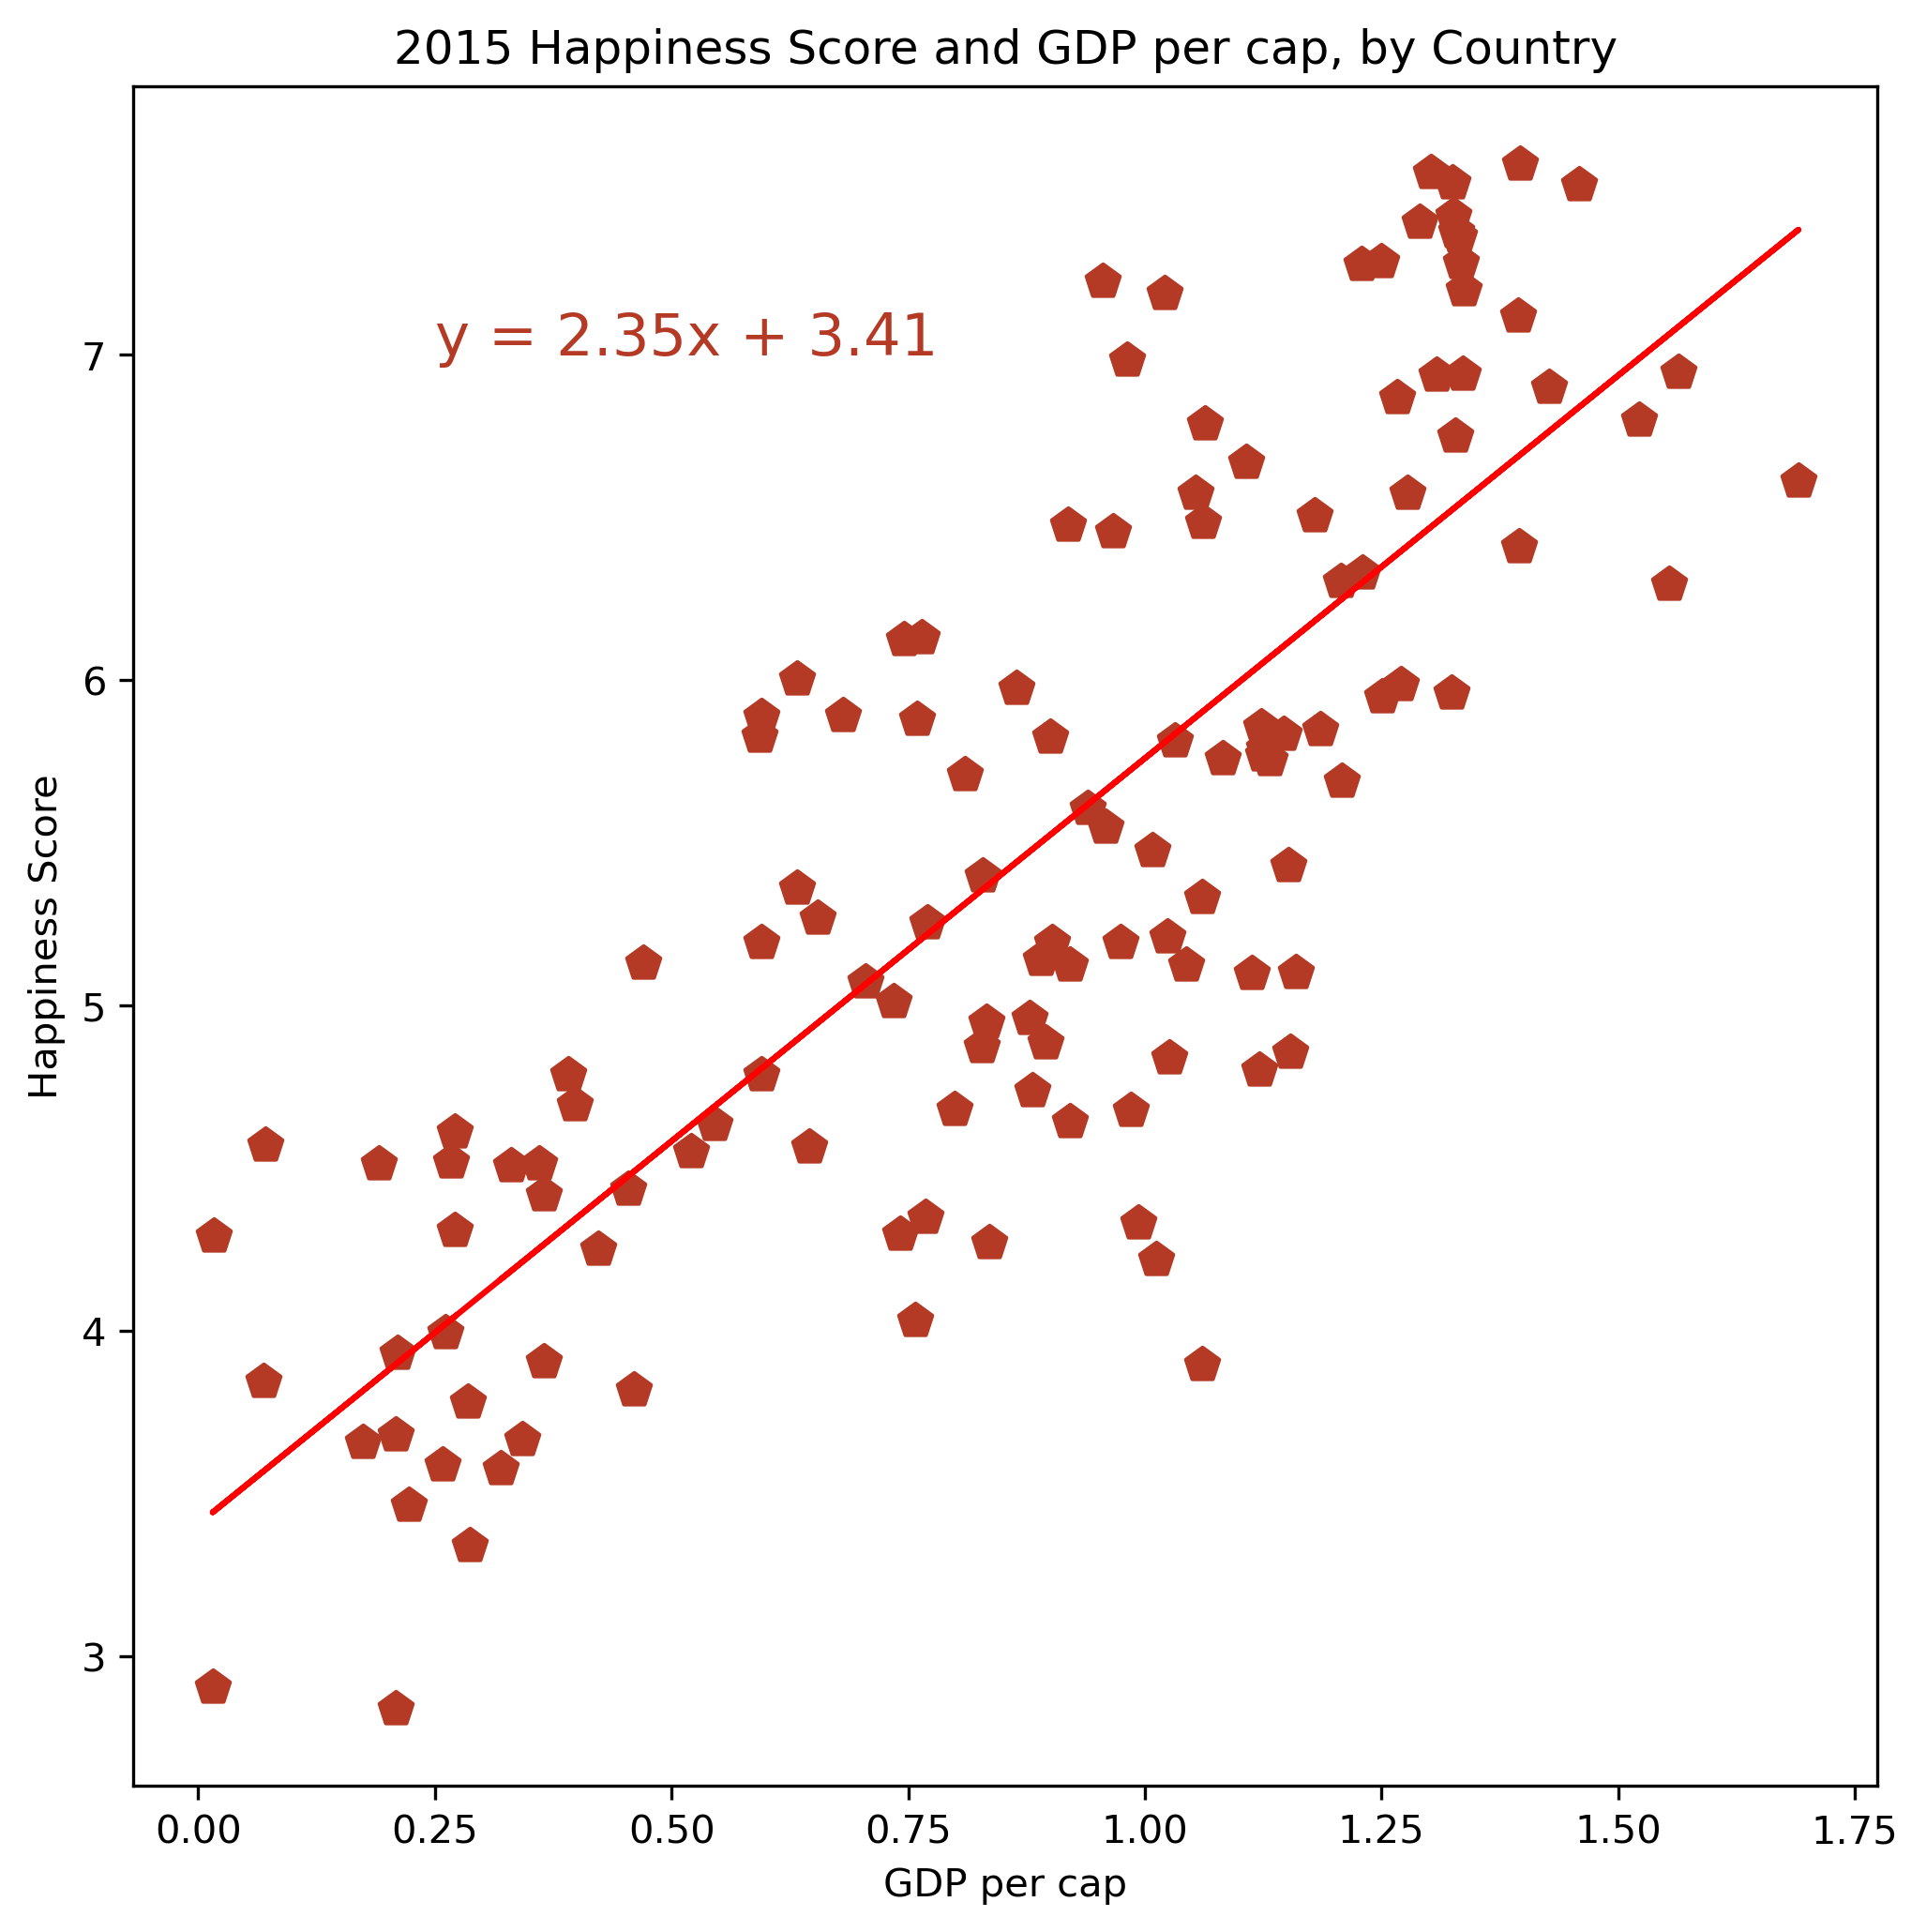 2015 Happiness Score and GDP per cap, by Country
y = 2.35x + 3.41
Happiness Score
7
6
5
4
3
0.00 0.25 0.50 0.75 1.00 1.25 1.50 1.75
GDP per cap